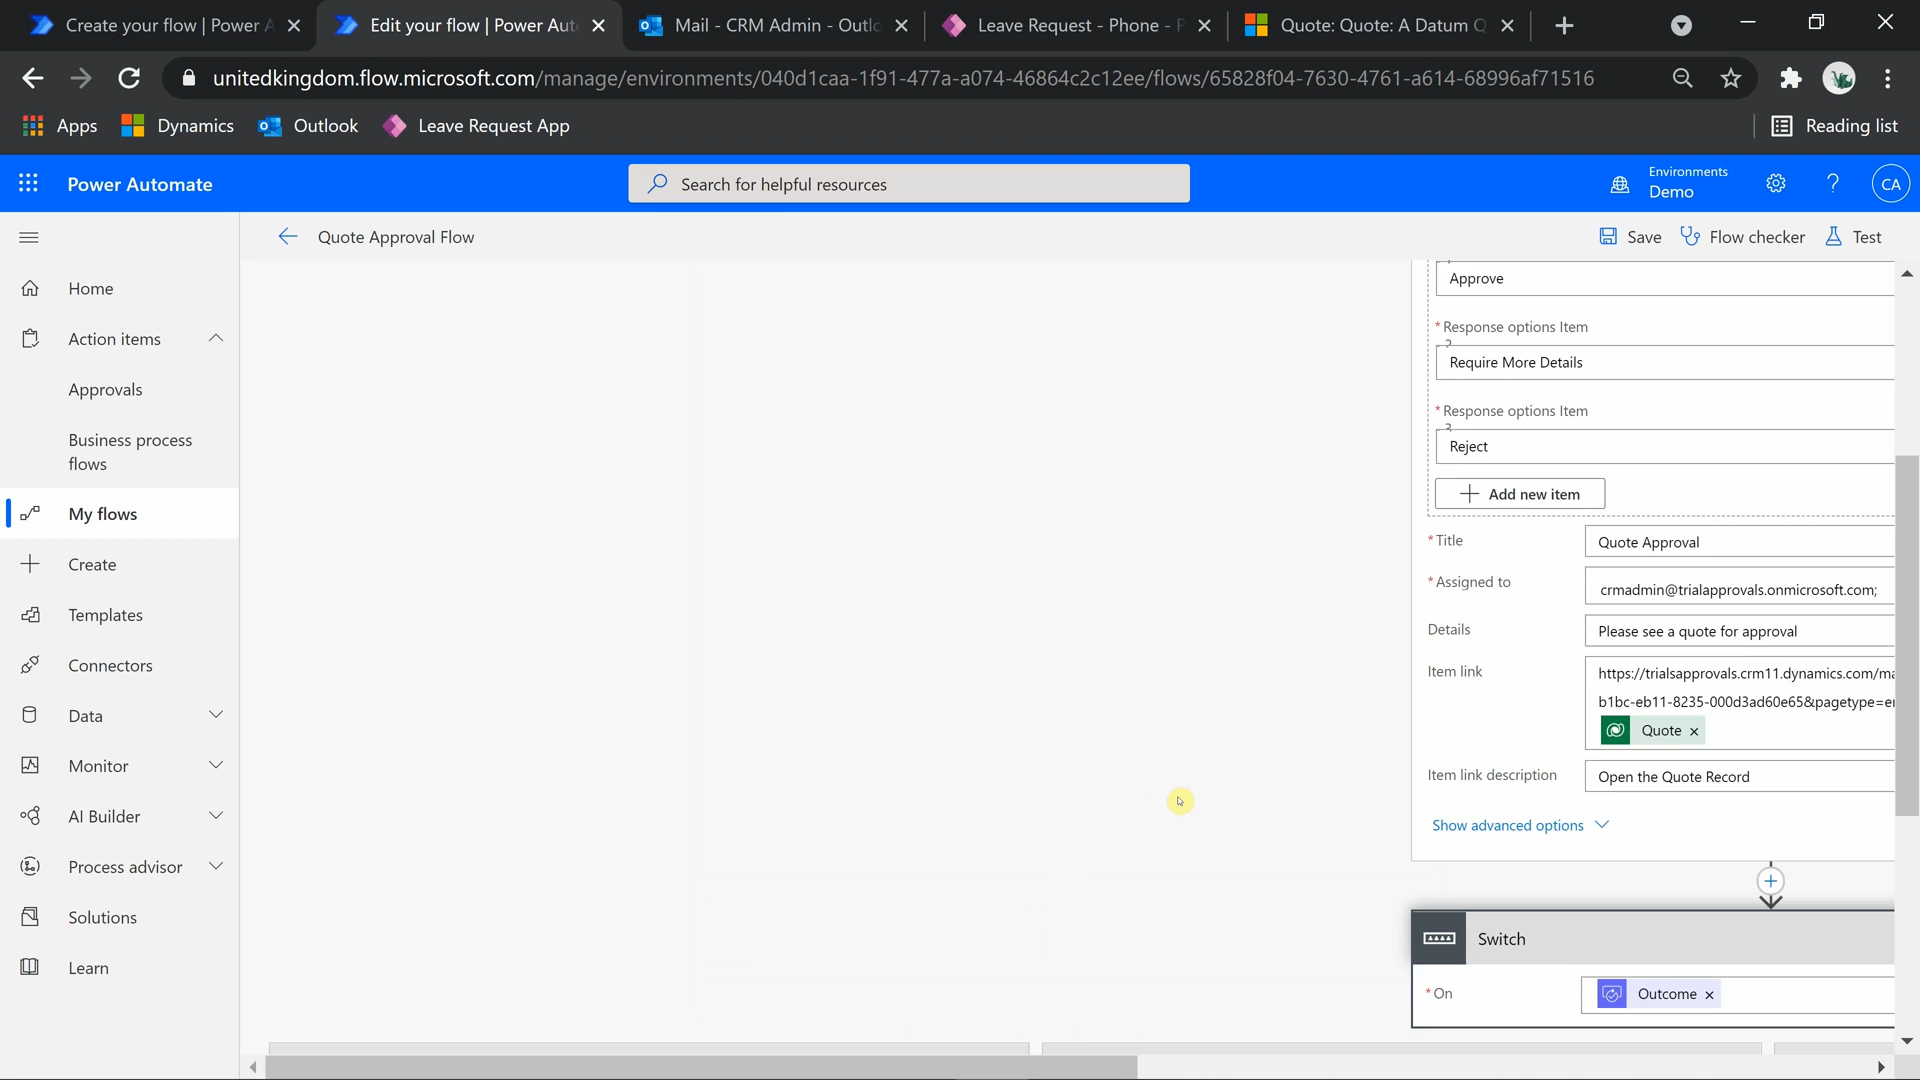 Create your flow | Power A
Edit your flow | Power Aut
Mail - CRM Admin - Outlo
Leave Request - Phone - P
Quote: Quote: A Datum Q
unitedkingdom.flow.microsoft.com/manage/environments/040d1caa-1f91-477a-a074-46864c2c12ee/flows/65828f04-7630-4761-a614-68996af71516
Apps
Dynamics
Outlook
Leave Request App
Reading list
Power Automate
Search for helpful resources
Environments
Demo
?
CA
Quote Approval Flow
Save
Flow checker
Test
Home
Action items
Approvals
Business process
flows
My flows
Create
Templates
Connectors
Data
Monitor
AI Builder
Process advisor
Solutions
Learn
Approve
* Response options Item
2
Require More Details
* Response options Item
3
Reject
Add new item
* Title
Quote Approval
* Assigned to
crmadmin@trialapprovals.onmicrosoft.com;
Details
Please see a quote for approval
Item link
https://trialsapprovals.crm11.dynamics.com/ma
b1bc-eb11-8235-000d3ad60e65&pagetype=en
Quote
Item link description
Open the Quote Record
Show advanced options
Switch
* On
Outcome